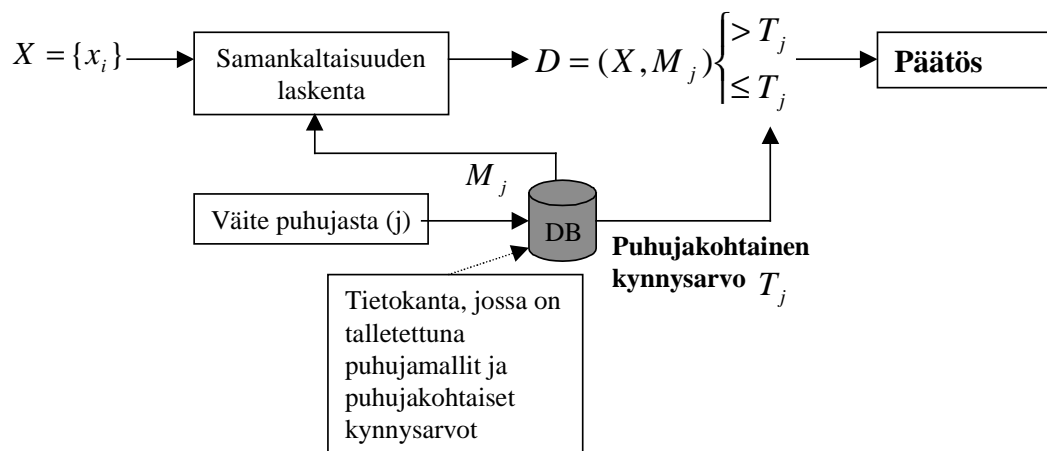 X = {x_i}
Samankaltaisuuden
laskenta
D = (X, M_j) { > T_j
≤ T_j
Päätös
M_j
Väite puhujasta (j)
DB
Puhujakohtainen
kynnysarvo T_j
Tietokanta, jossa on
talletettuna
puhujamallit ja
puhujakohtaiset
kynnysarvot